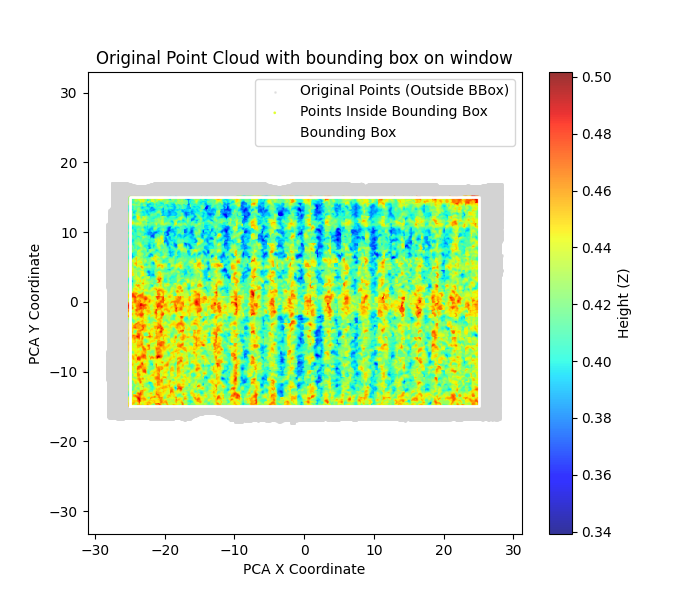 Original Point Cloud with bounding box on window
Original Points (Outside BBox)
Points Inside Bounding Box
Bounding Box
30
20
10
0
−10
−20
−30
PCA Y Coordinate
−30 −20 −10 0 10 20 30
PCA X Coordinate
0.50
0.48
0.46
0.44
0.42
0.40
0.38
0.36
0.34
Height (Z)